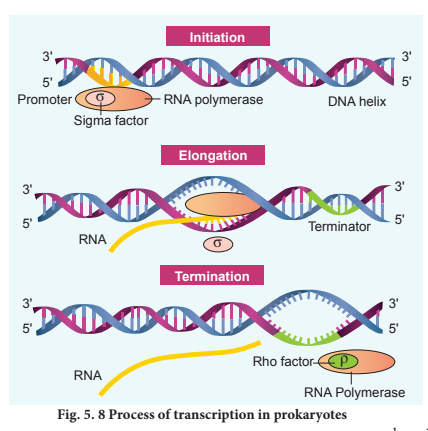 Initiation
3' 3'
5' 5'
Promoter σ RNA polymerase DNA helix
Sigma factor
Elongation
3' 3'
5' 5'
RNA σ Terminator
Termination
3' 3'
5' 5'
Rho factor ρ
RNA
RNA Polymerase
Fig. 5. 8 Process of transcription in prokaryotes